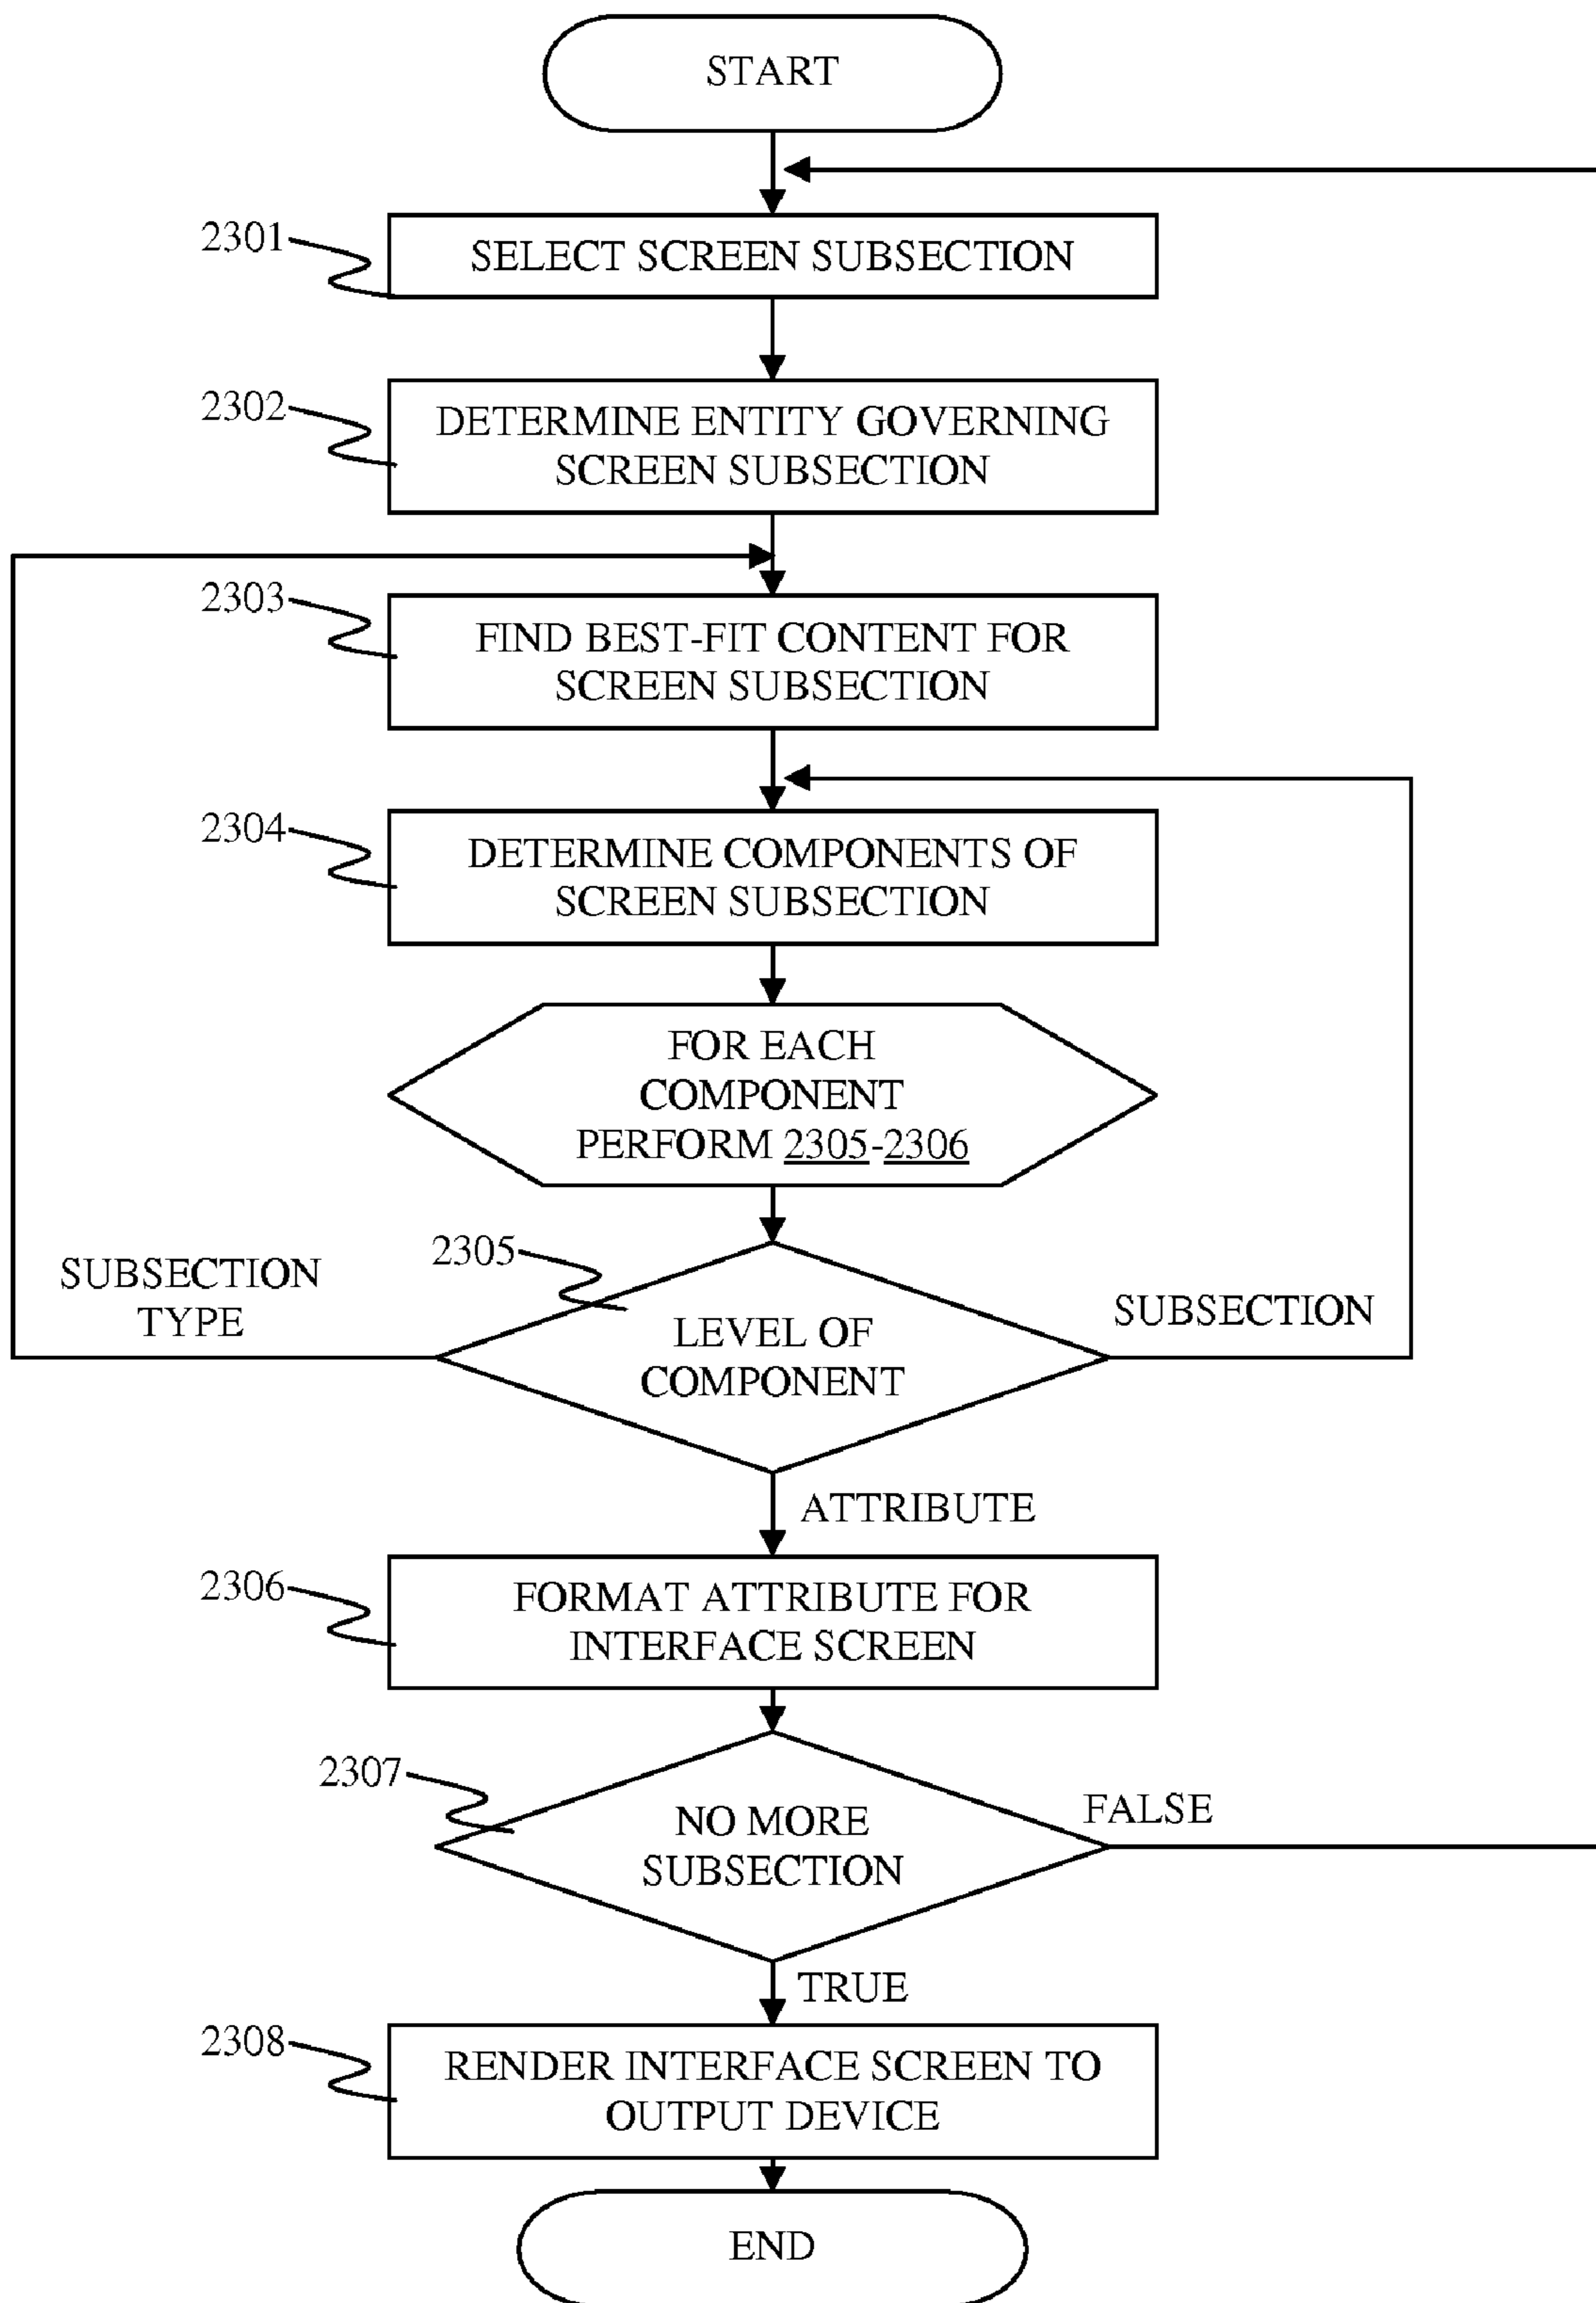 START
2301
SELECT SCREEN SUBSECTION
2302
DETERMINE ENTITY GOVERNING
SCREEN SUBSECTION
2303
FIND BEST-FIT CONTENT FOR
SCREEN SUBSECTION
2304
DETERMINE COMPONENTS OF
SCREEN SUBSECTION
FOR EACH
COMPONENT
PERFORM 2305-2306
2305
SUBSECTION
TYPE
LEVEL OF
COMPONENT
SUBSECTION
ATTRIBUTE
2306
FORMAT ATTRIBUTE FOR
INTERFACE SCREEN
2307
NO MORE
SUBSECTION
FALSE
TRUE
2308
RENDER INTERFACE SCREEN TO
OUTPUT DEVICE
END